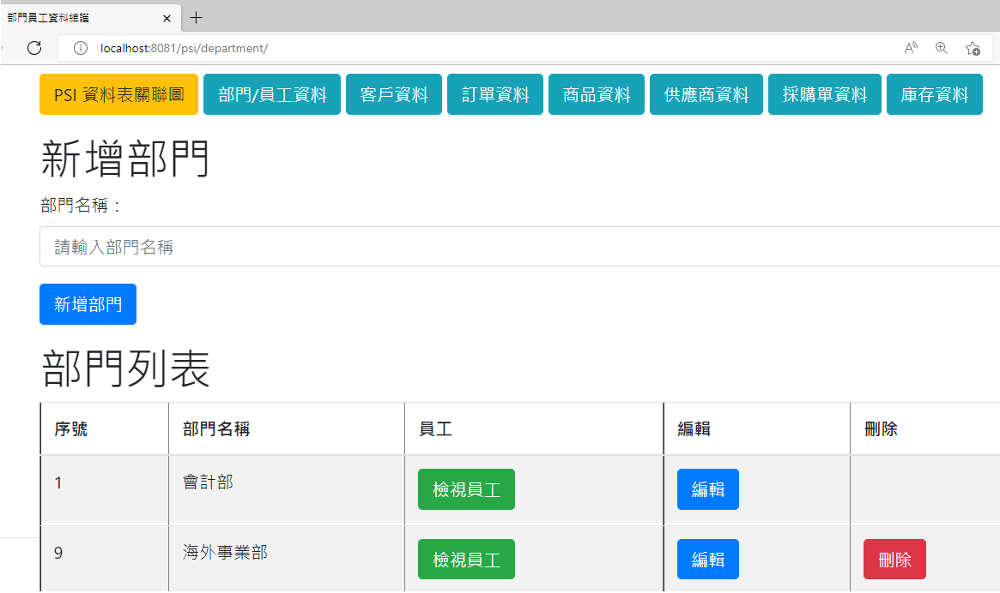 部門員工資料維護
localhost:8081/psi/department/
PSI 資料表關聯圖 部門/員工資料 客戶資料 訂單資料 商品資料 供應商資料 採購單資料 庫存資料
新增部門
部門名稱：
請輸入部門名稱
新增部門
部門列表
序號 部門名稱 員工 編輯 刪除
1 會計部 檢視員工 編輯
9 海外事業部 檢視員工 編輯 刪除